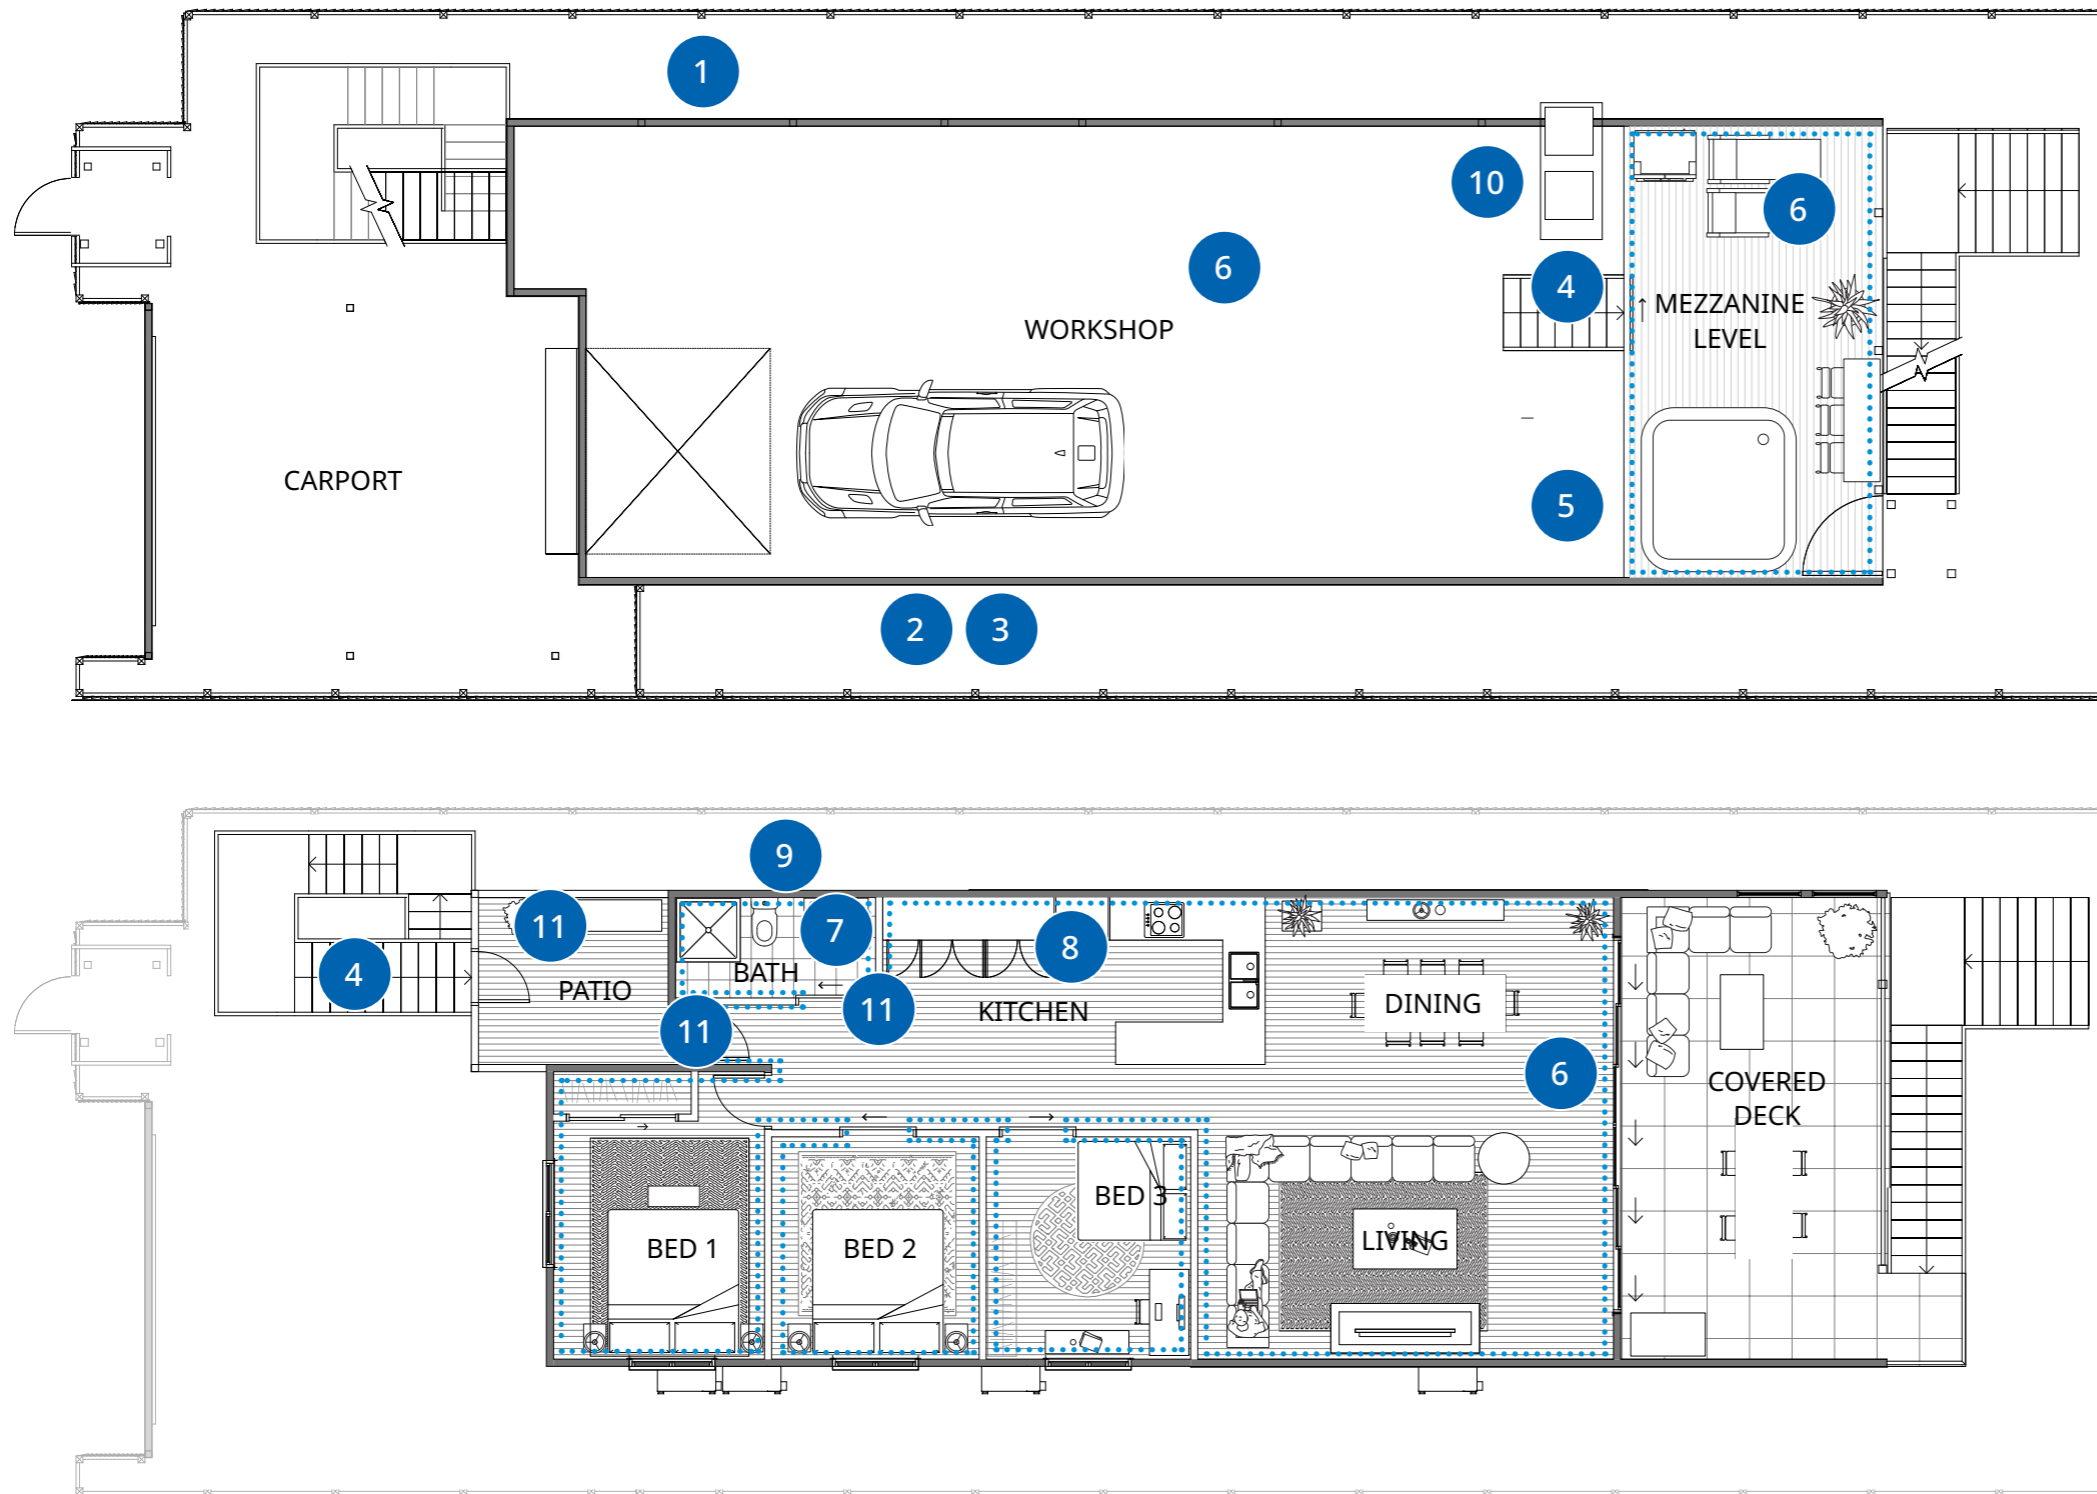 1
10
6
6
4
MEZZANINE
LEVEL
WORKSHOP
CARPORT
5
2
3
9
11
7
8
4
BATH
PATIO
11
11
KITCHEN
DINING
6
COVERED
DECK
BED 1
BED 2
BED 3
LIVING